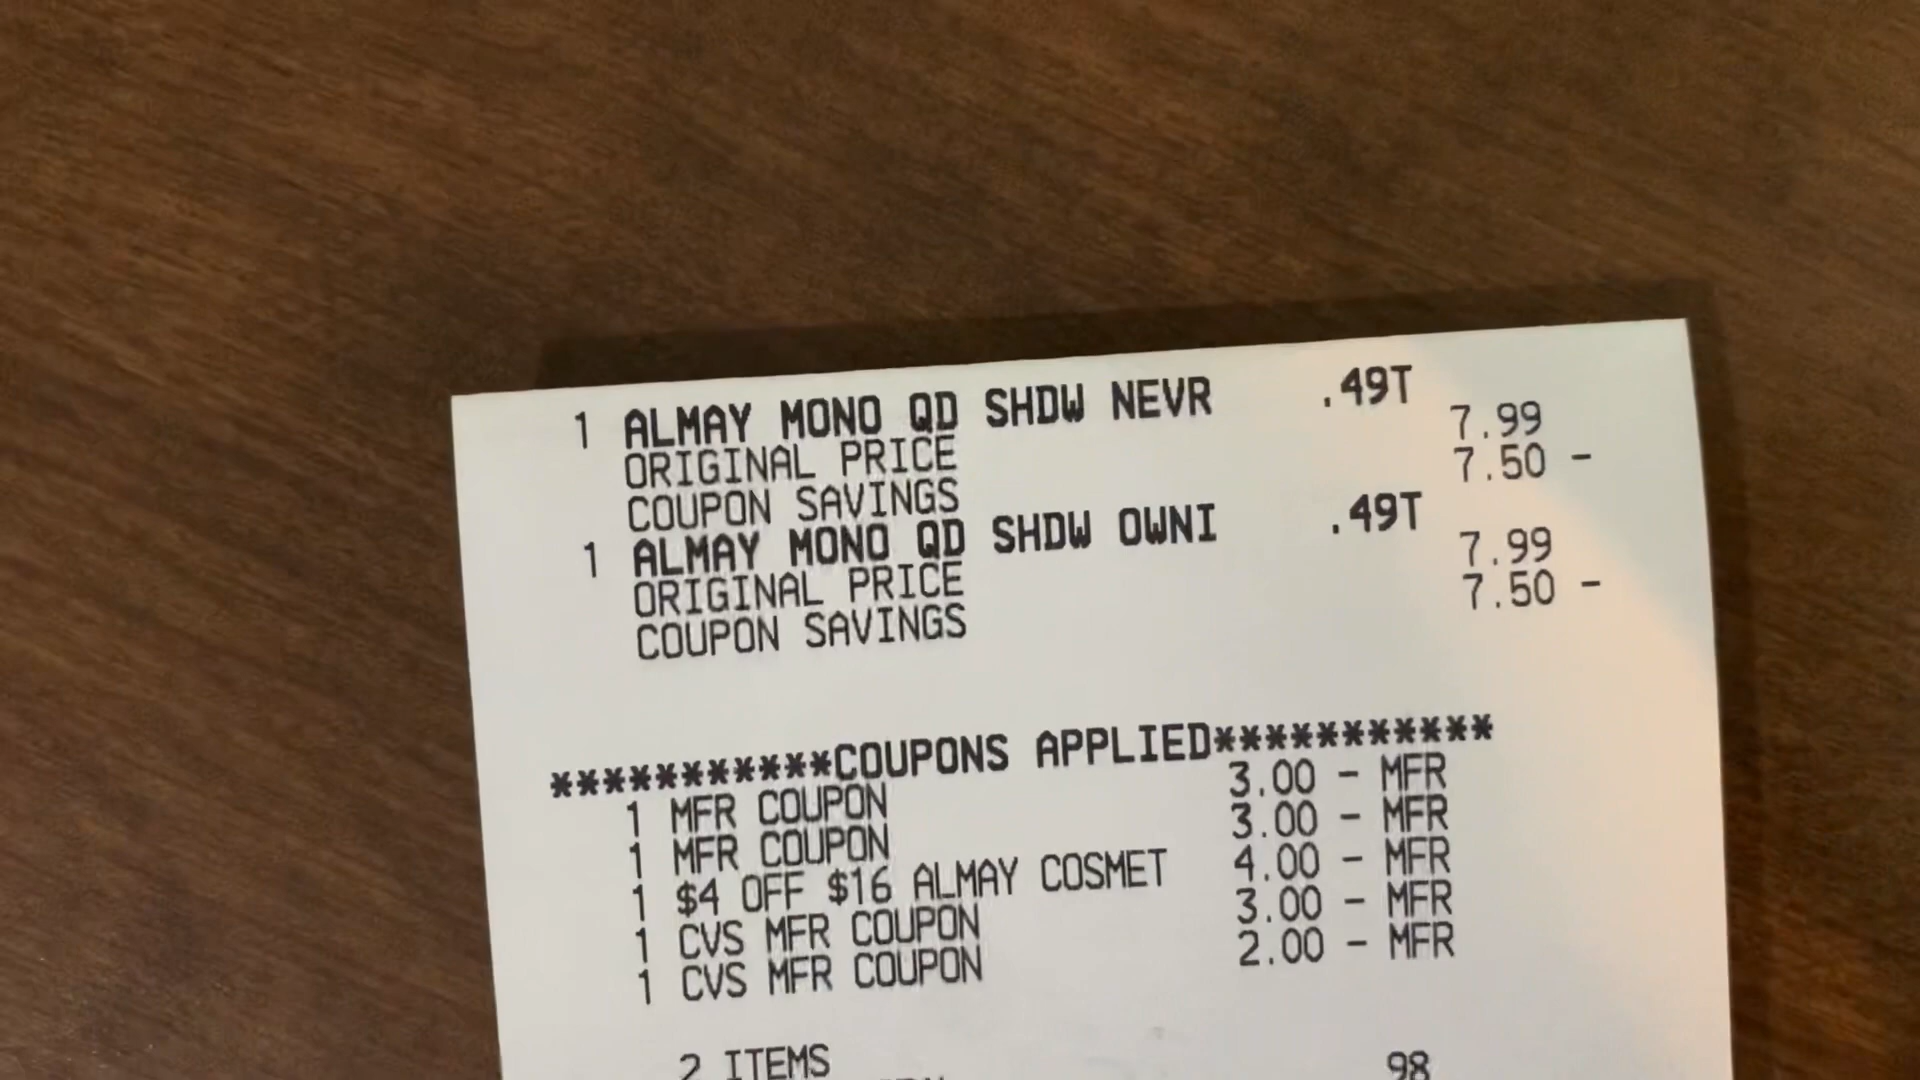 1 ALMAY MONO QD SHDW NEVR .49T
ORIGINAL PRICE 7.99
COUPON SAVINGS 7.50 -
1 ALMAY MONO QD SHDW OWNI .49T
ORIGINAL PRICE 7.99
COUPON SAVINGS 7.50 -
***********COUPONS APPLIED***********
1 MFR COUPON 3.00 - MFR
1 MFR COUPON 3.00 - MFR
1 $4 OFF $16 ALMAY COSMET 4.00 - MFR
1 CVS MFR COUPON 3.00 - MFR
1 CVS MFR COUPON 2.00 - MFR
2 ITEMS
98